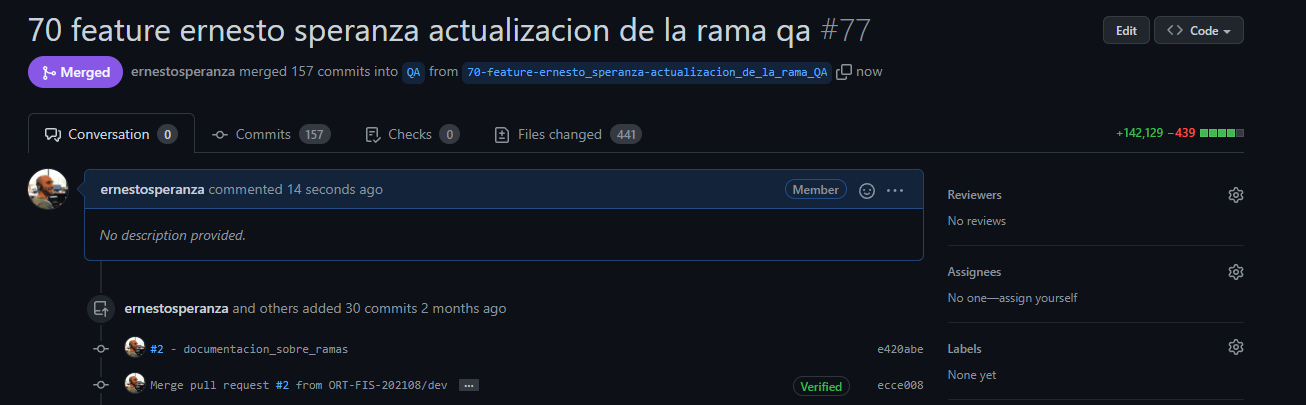 70 feature ernesto speranza actualizacion de la rama qa #77
Edit
<> Code
Merged
ernestosperanza merged 157 commits into QA from 70-feature-ernesto_speranza-actualizacion_de_la_rama_QA now
Conversation 0
Commits 157
Checks 0
Files changed 441
+142,129 −439
ernestosperanza commented 14 seconds ago
Member
...
No description provided.
ernestosperanza and others added 30 commits 2 months ago
#2 - documentacion_sobre_ramas
e420abe
Merge pull request #2 from ORT-FIS-202108/dev ...
Verified
ecce008
Reviewers
No reviews
Assignees
No one—assign yourself
Labels
None yet